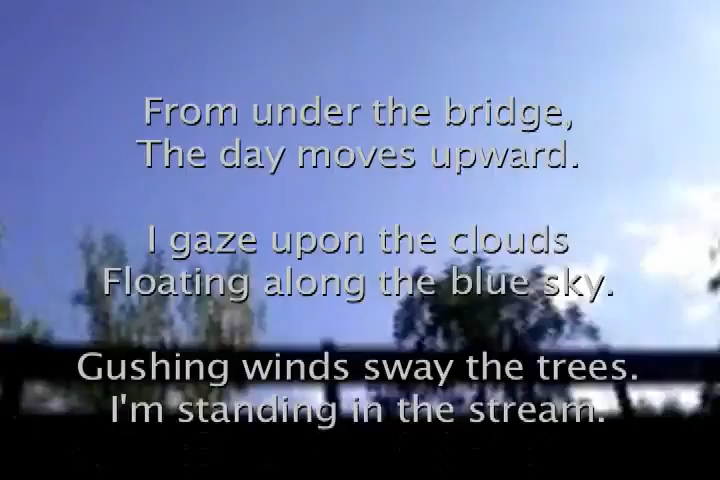 From under the bridge,
The day moves upward.
I gaze upon the clouds
Floating along the blue sky.
Gushing winds sway the trees.
I'm standing in the stream.